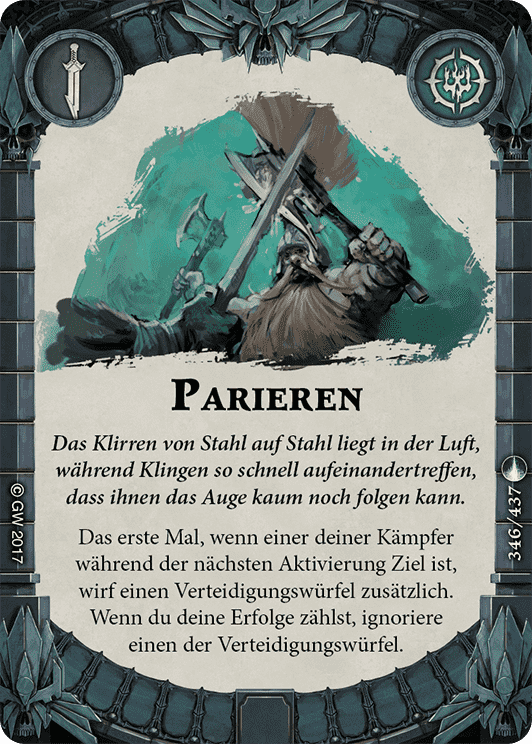 PARIEREN
Das Klirren von Stahl auf Stahl liegt in der Luft,
während Klingen so schnell aufeinandertreffen,
dass ihnen das Auge kaum noch folgen kann.
Das erste Mal, wenn einer deiner Kämpfer
während der nächsten Aktivierung Ziel ist,
wirf einen Verteidigungswürfel zusätzlich.
Wenn du deine Erfolge zählst, ignoriere
einen der Verteidigungswürfel.
© GW 2017
346/437